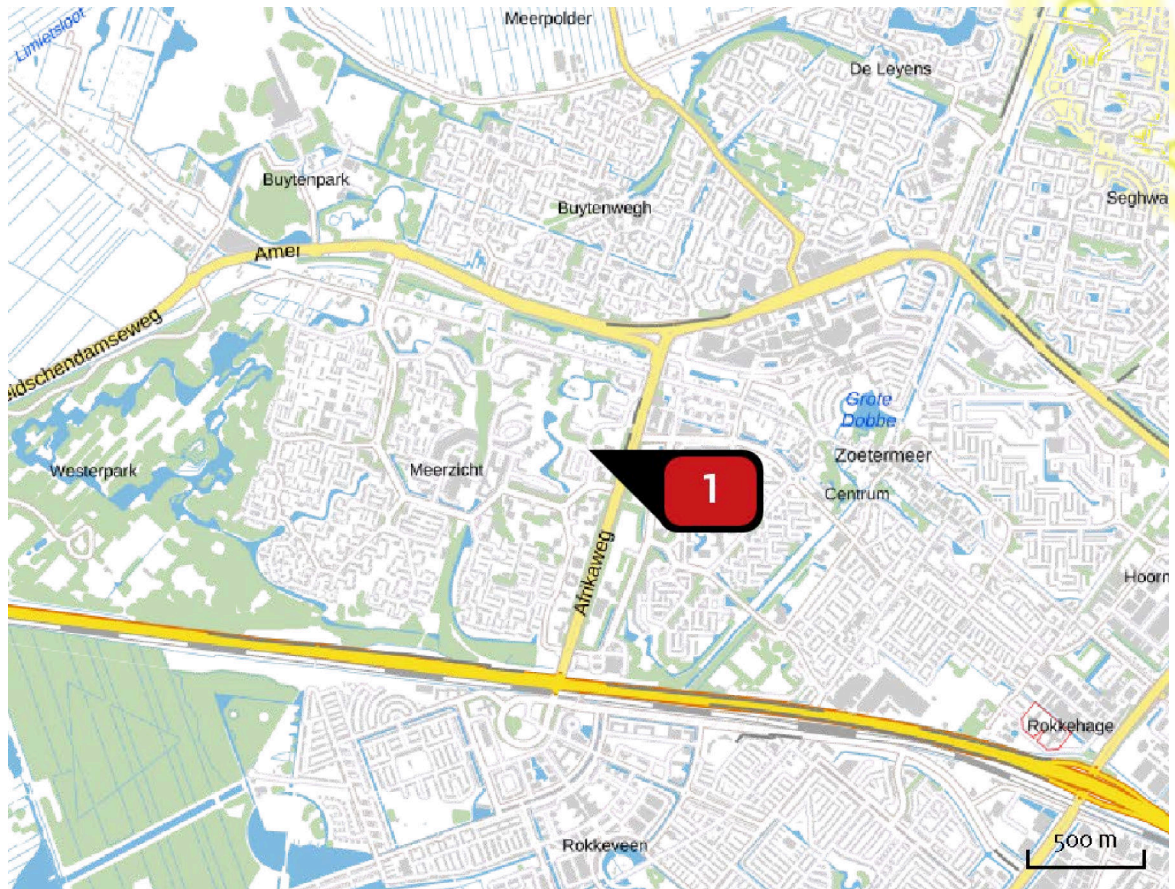 Meerpolder
Limietsloot
De Leyens
Buytenpark
Seghwa
Buytenwegh
Amer
eidschendamseweg
Grote
Dobbe
Zoetermeer
Westerpark
Meerzicht
1
Centrum
Afrikaweg
Hoorn
Rokkehage
500 m
Rokkeveen